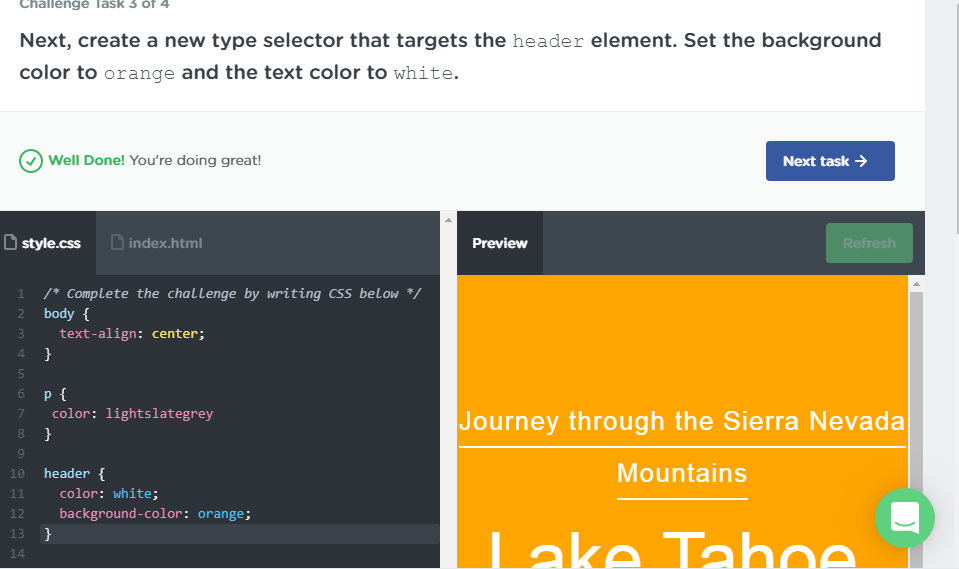 Challenge Task 3 of 4
Next, create a new type selector that targets the header element. Set the background
color to orange and the text color to white.
Well Done! You're doing great!
Next task →
style.css
index.html
Preview
Refresh
1 /* Complete the challenge by writing CSS below */
2 body {
3 text-align: center;
4 }
5
6 p {
7 color: lightslategrey
8 }
9
10 header {
11 color: white;
12 background-color: orange;
13 }
14
Journey through the Sierra Nevada
Mountains
Lake Tahoe